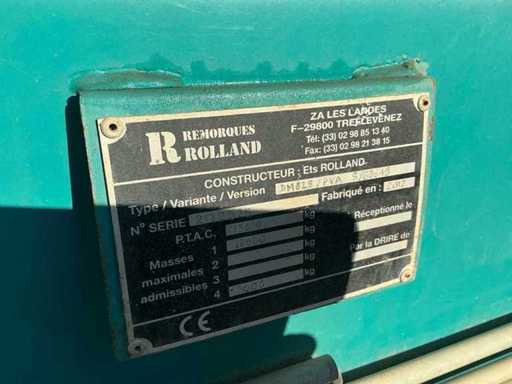 R REMORQUES
ROLLAND
ZA LES LANDES
F-29800 TREFLEVENEZ
Tél: (33) 02 98 85 13 40
Fax: (33) 02 98 21 38 15
CONSTRUCTEUR: Ets ROLLAND
Type / Variante / Version
Fabriqué en :
N° SERIE
Réceptionné le
P.T.A.C. kg
Masses 1 kg
maximales 2 kg
Par la DRIRE de
admissibles 3 kg
4
CE